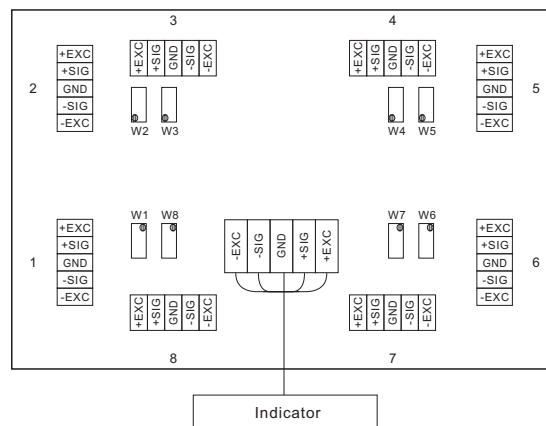 3
4
+EXC
+SIG
GND
-SIG
-EXC
+EXC
+SIG
GND
-SIG
-EXC
2
+EXC
+SIG
GND
-SIG
-EXC
W2 W3
W4 W5
+EXC
+SIG
GND
-SIG
-EXC
5
1
+EXC
+SIG
GND
-SIG
-EXC
W1 W8
-EXC
-SIG
GND
+SIG
+EXC
W7 W6
+EXC
+SIG
GND
-SIG
-EXC
6
+EXC
+SIG
GND
-SIG
-EXC
+EXC
+SIG
GND
-SIG
-EXC
8
7
Indicator